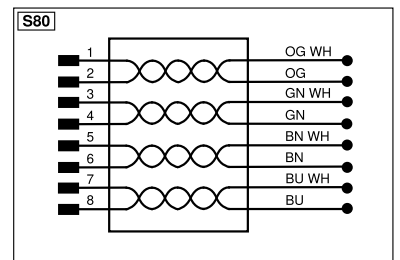 S80
1 OG WH
2 OG
3 GN WH
4 GN
5 BN WH
6 BN
7 BU WH
8 BU